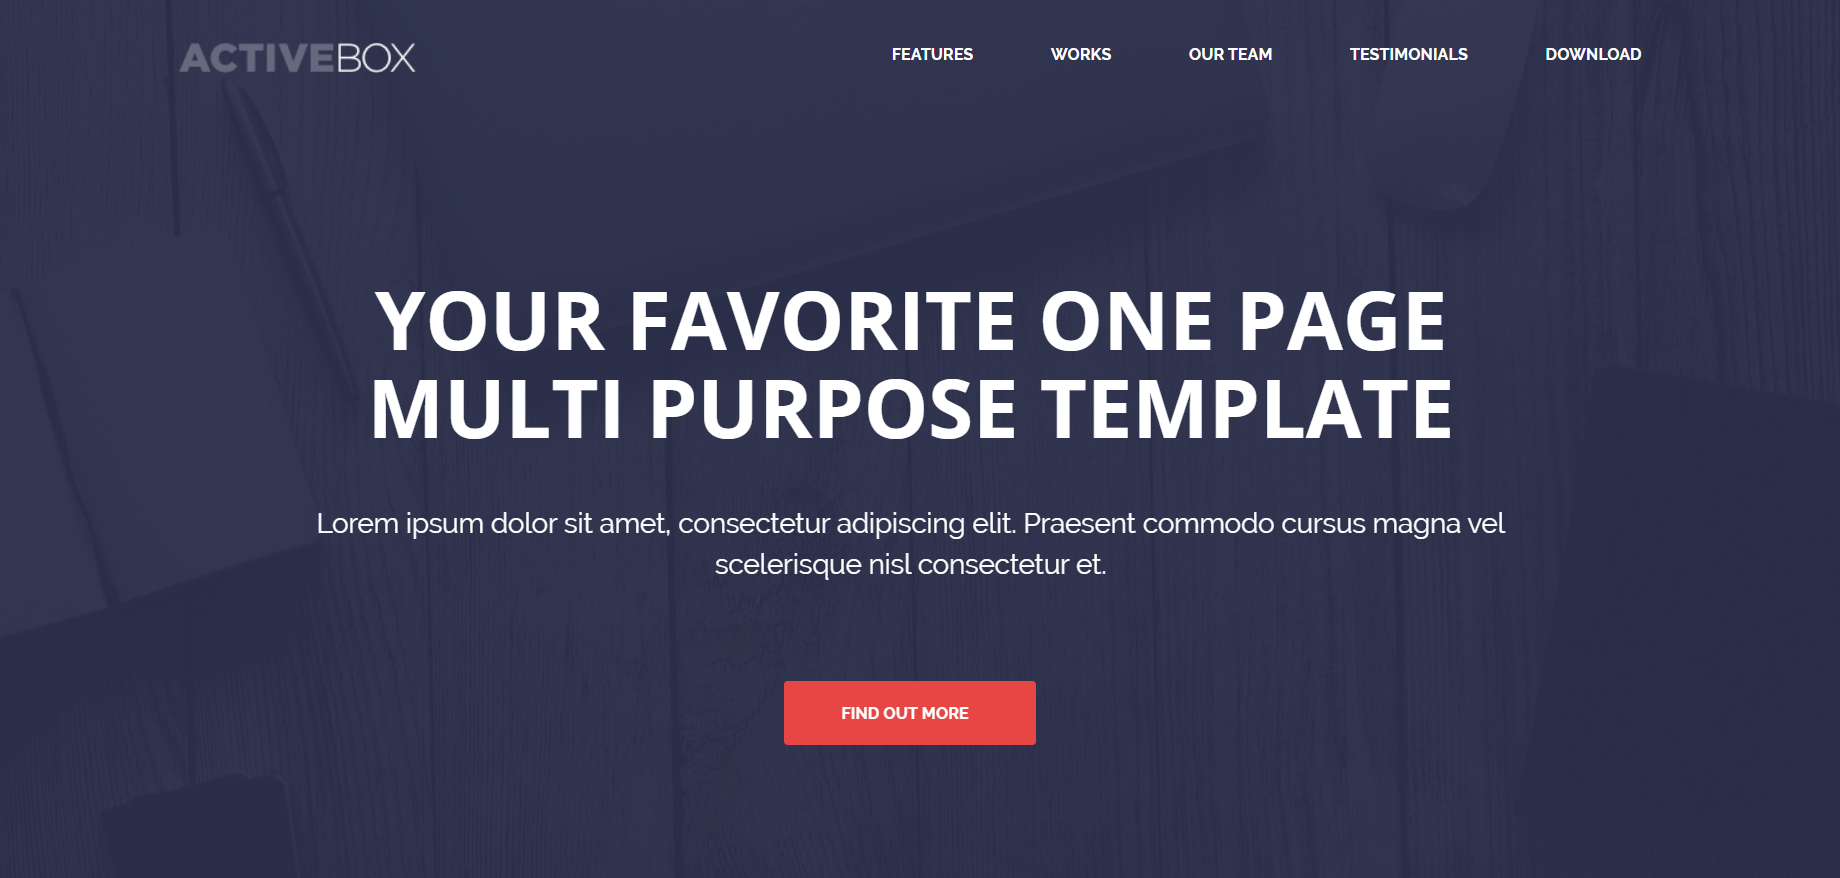 ACTIVEBOX
FEATURES WORKS OUR TEAM TESTIMONIALS DOWNLOAD
YOUR FAVORITE ONE PAGE
MULTI PURPOSE TEMPLATE
Lorem ipsum dolor sit amet, consectetur adipiscing elit. Praesent commodo cursus magna vel
scelerisque nisl consectetur et.
FIND OUT MORE